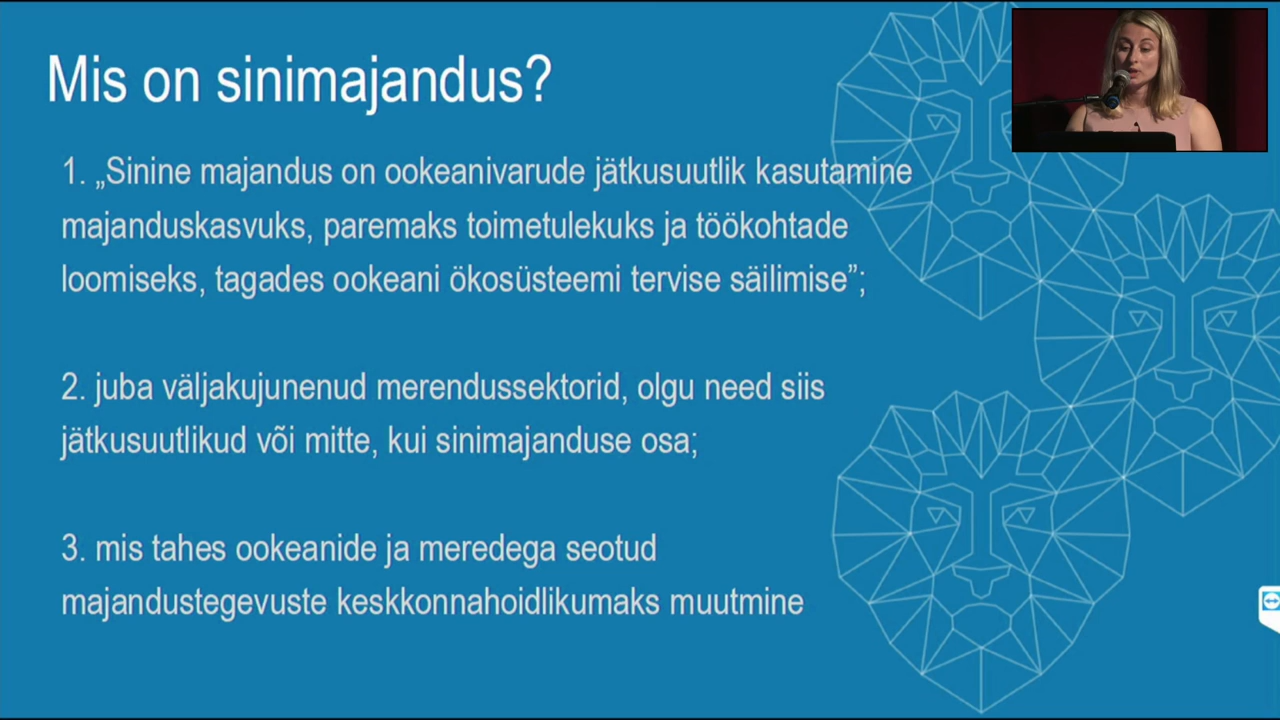 Mis on sinimajandus?
1. „Sinine majandus on ookeanivarude jätkusuutlik kasutamine
majanduskasvuks, paremaks toimetulekuks ja töökohtade
loomiseks, tagades ookeani ökosüsteemi tervise säilimise”;
2. juba väljakujunenud merendussektorid, olgu need siis
jätkusuutlikud või mitte, kui sinimajanduse osa;
3. mis tahes ookeanide ja meredega seotud
majandustegevuste keskkonnahoidlikumaks muutmine